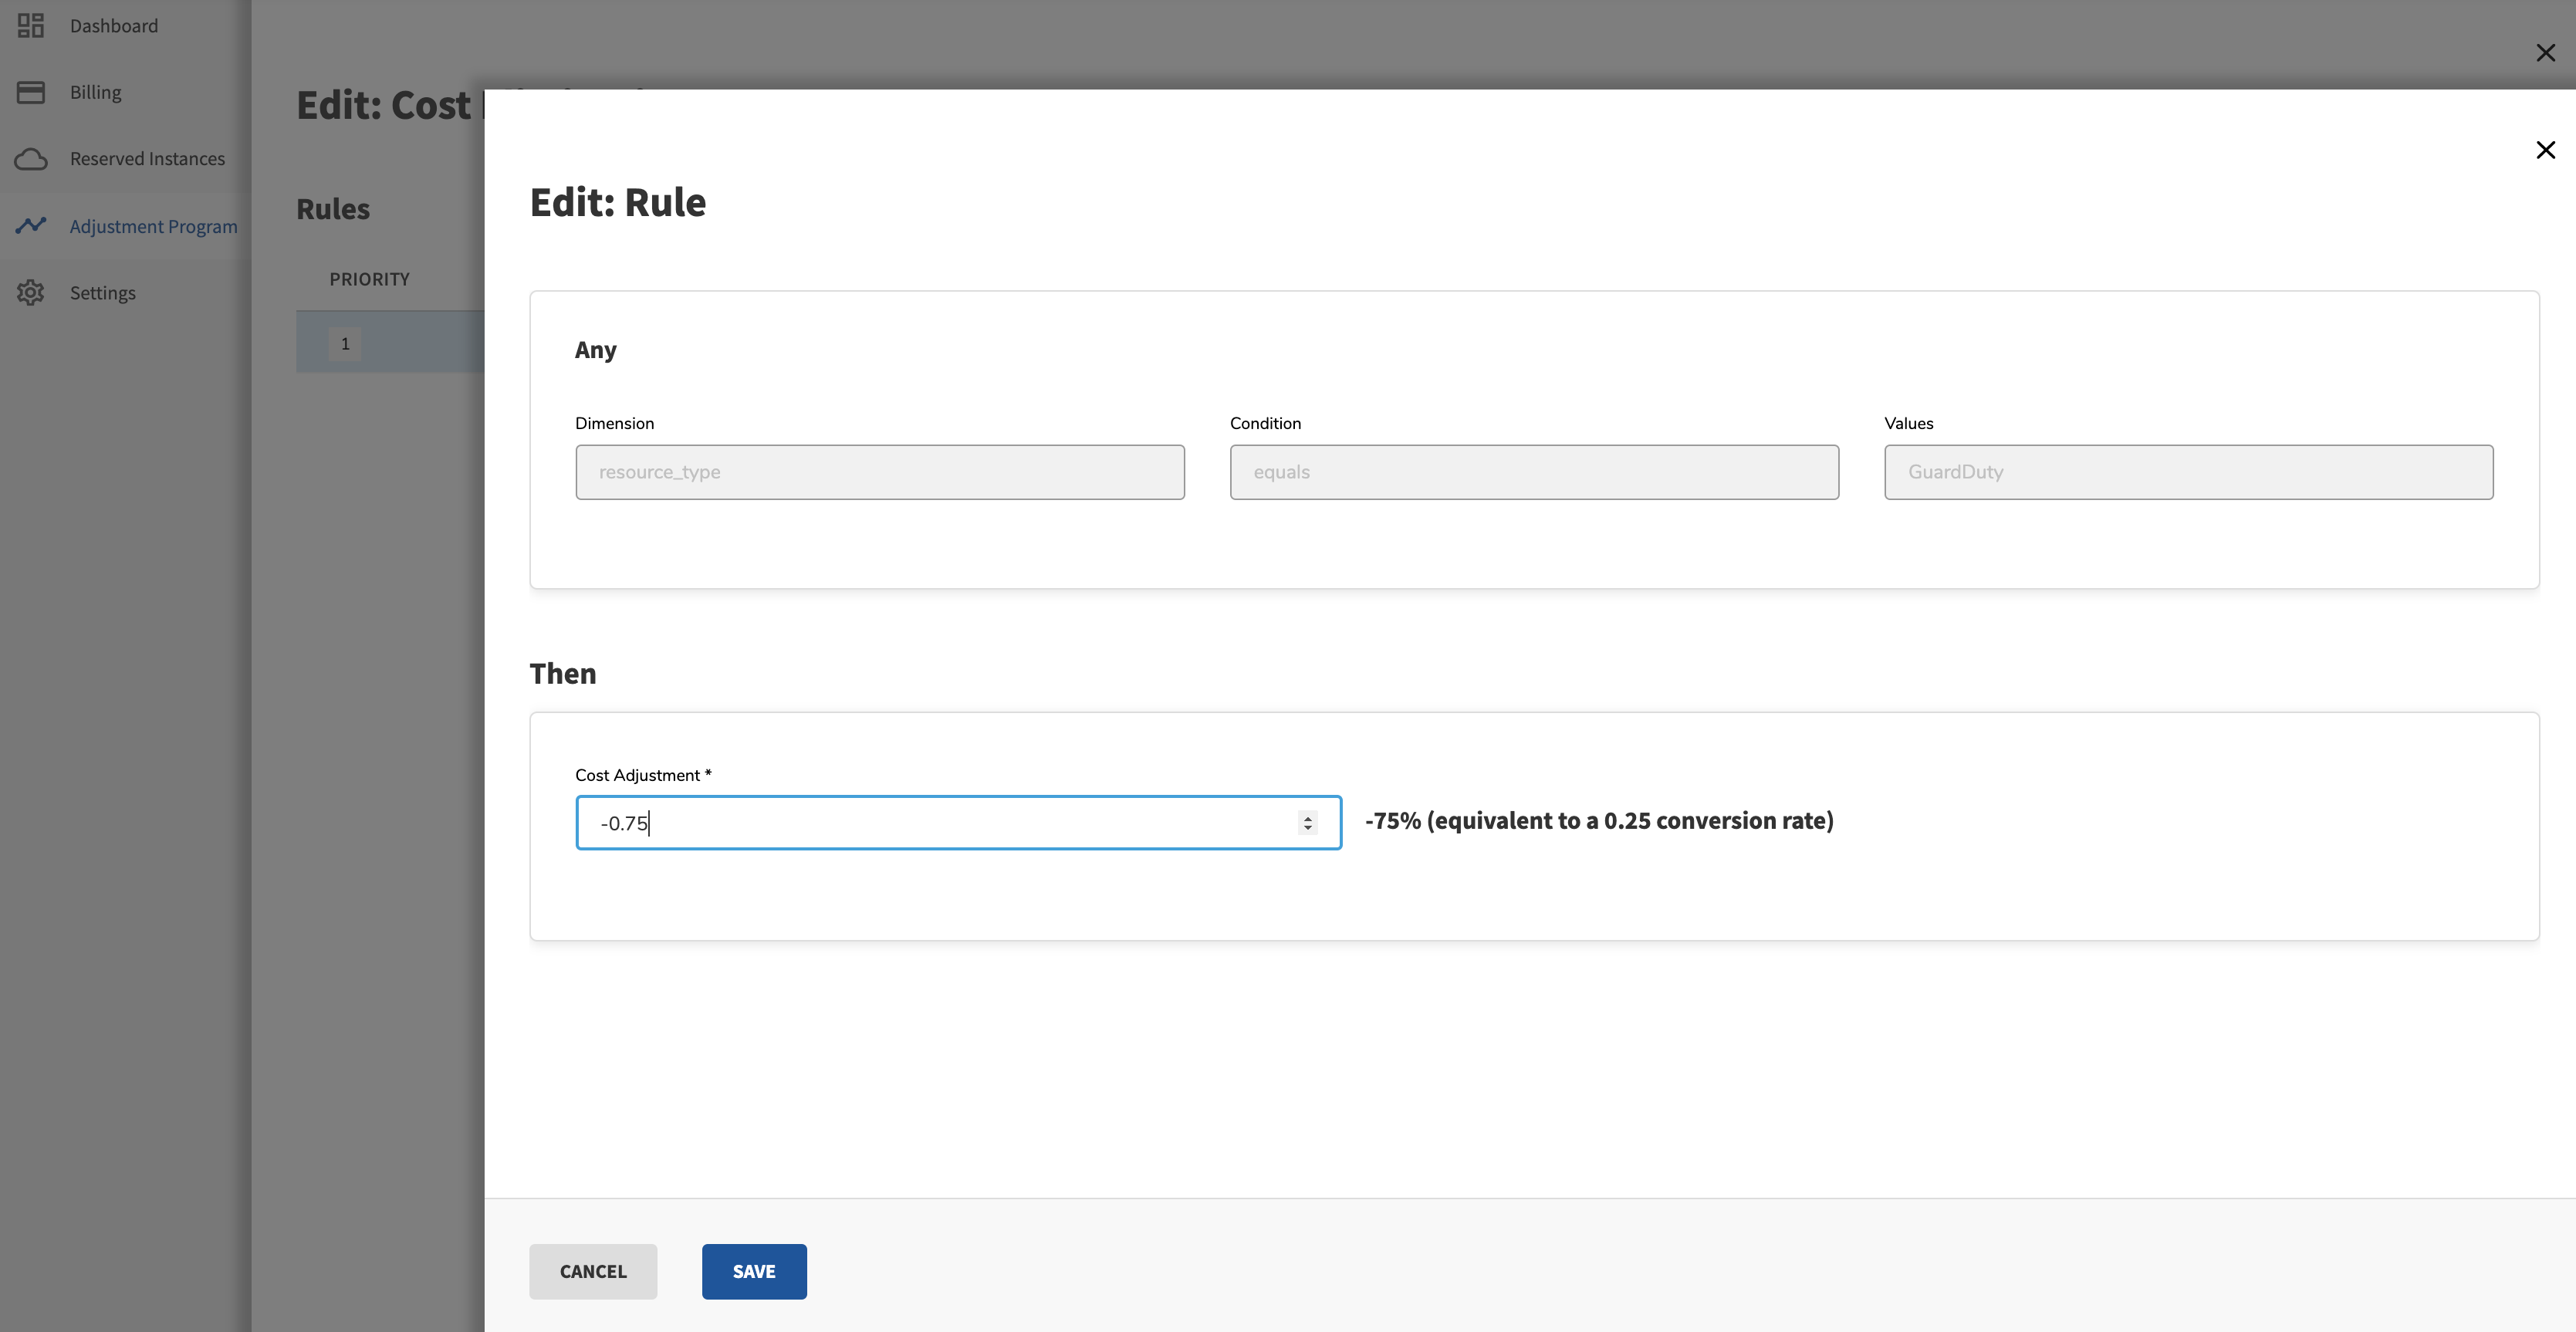 Dashboard
Billing
Reserved Instances
Adjustment Program
Settings
Edit: Cost
Rules
PRIORITY
1
Edit: Rule
Any
Dimension Condition Values
resource_type equals GuardDuty
Then
Cost Adjustment *
-0.75 -75% (equivalent to a 0.25 conversion rate)
CANCEL SAVE